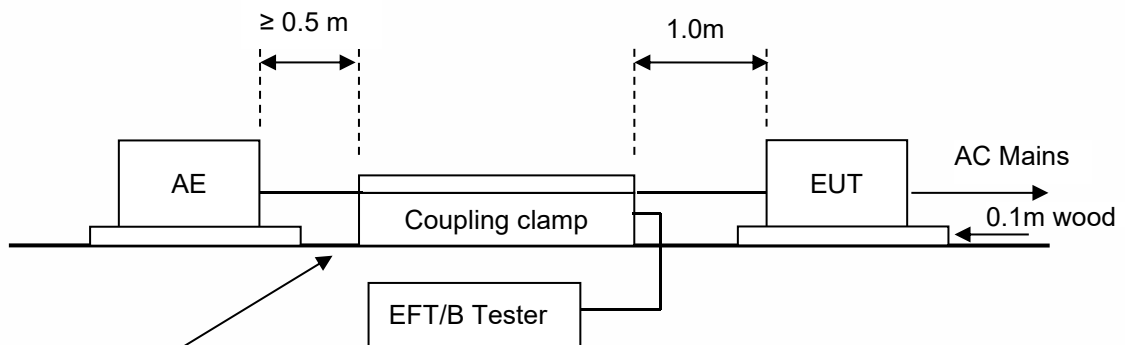 ≥ 0.5 m
1.0m
AE
EUT
AC Mains
Coupling clamp
0.1m wood
EFT/B Tester